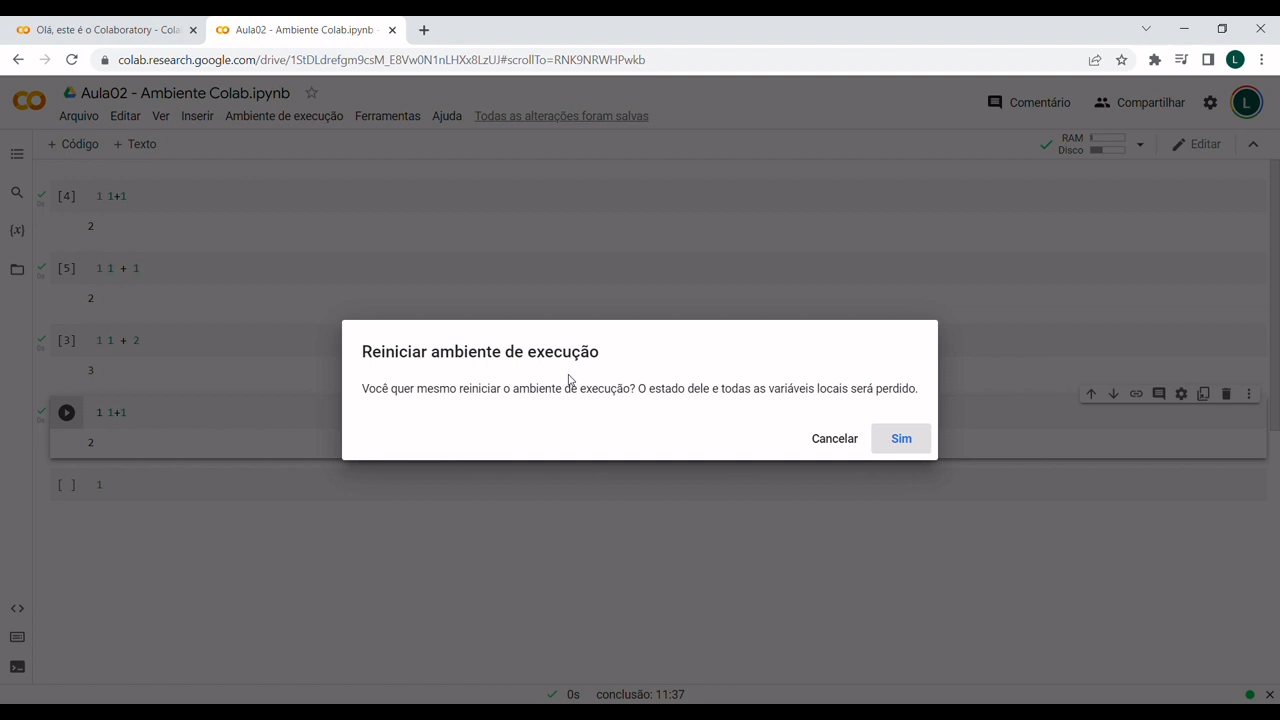 Olá, este é o Colaboratory - Cola
Aula02 - Ambiente Colab.ipynb
colab.research.google.com/drive/1StDLdrefgm9csM_E8Vw0N1nLHXx8LzUJ#scrollTo=RNK9NRWHPwkb
L
Aula02 - Ambiente Colab.ipynb
Comentário
Compartilhar
L
Arquivo Editar Ver Inserir Ambiente de execução Ferramentas Ajuda Todas as alterações foram salvas
+ Código + Texto
RAM
Disco
Editar
[4] 1 1+1
0s
2
[5] 1 1 + 1
0s
2
[3] 1 1 + 2
0s
3
Reiniciar ambiente de execução
Você quer mesmo reiniciar o ambiente de execução? O estado dele e todas as variáveis locais será perdido.
Cancelar Sim
1 1+1
0s
2
[ ] 1
0s conclusão: 11:37